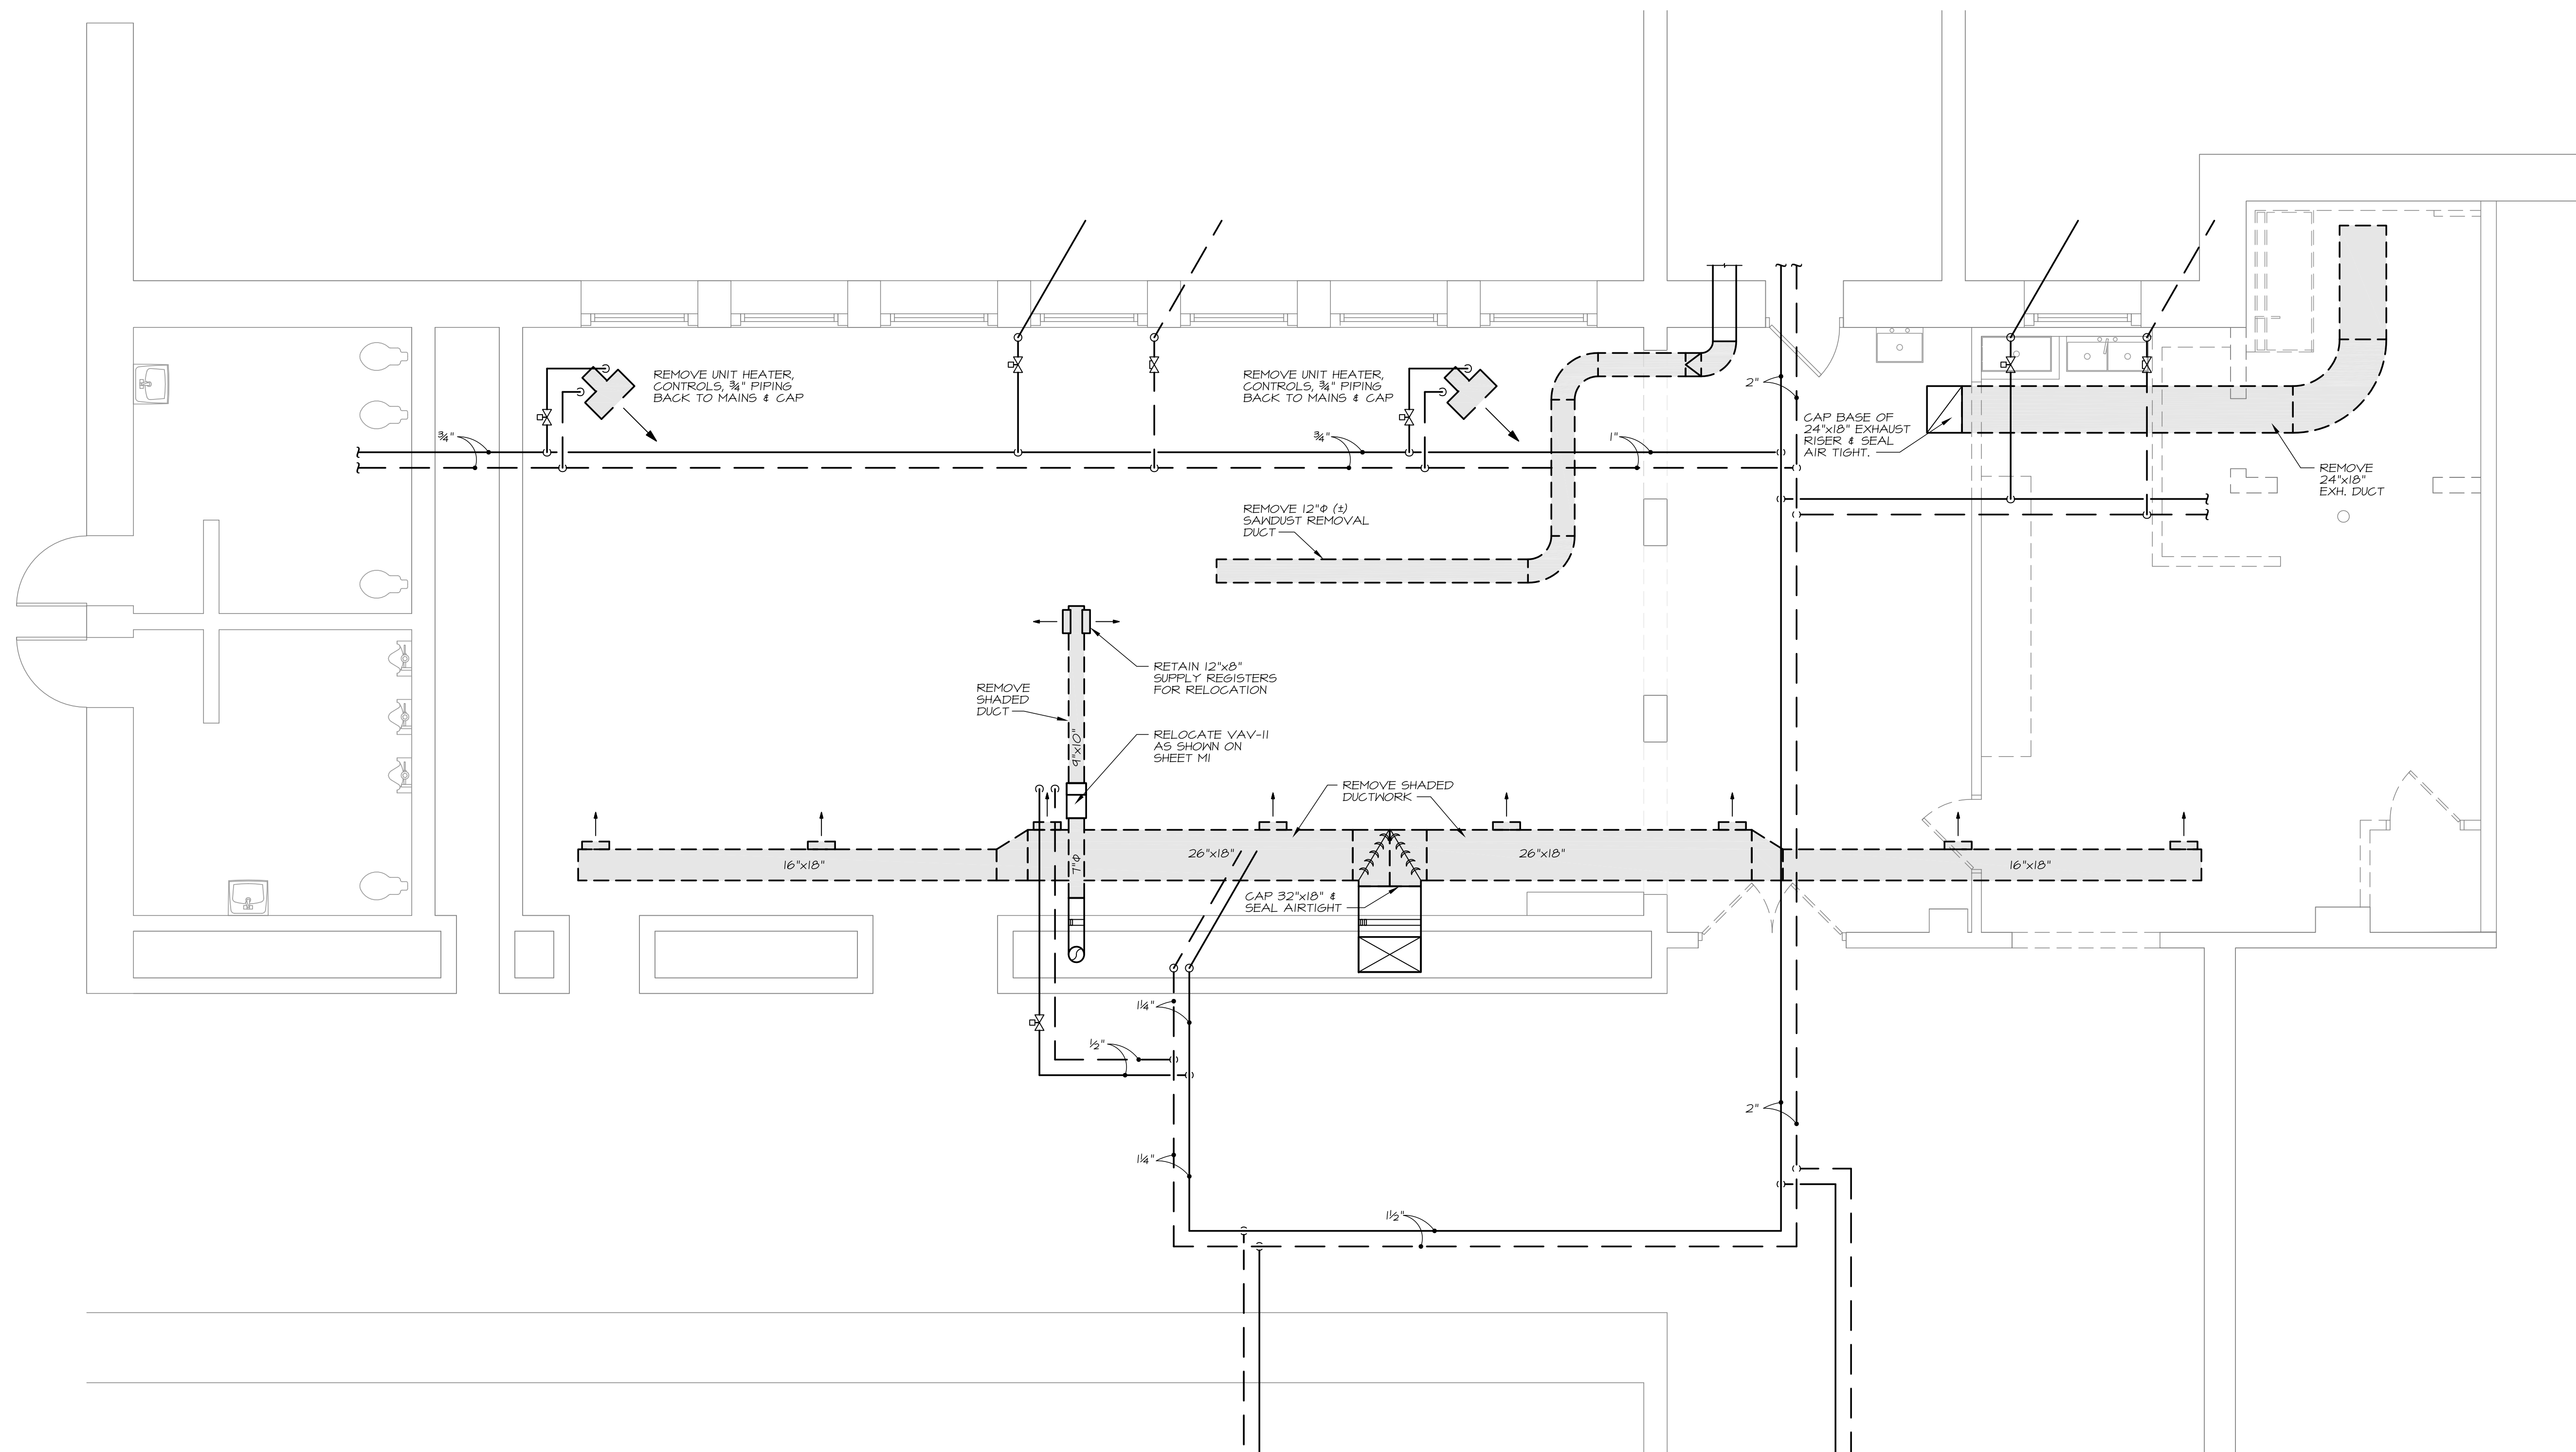 REMOVE UNIT HEATER,
CONTROLS, ¾" PIPING
BACK TO MAINS & CAP
REMOVE UNIT HEATER,
CONTROLS, ¾" PIPING
BACK TO MAINS & CAP
2"
CAP BASE OF
24"x18" EXHAUST
RISER & SEAL
AIR TIGHT.
¾"
¾"
1"
REMOVE
24"x18"
EXH. DUCT
REMOVE 12"Φ (±)
SAWDUST REMOVAL
DUCT
RETAIN 12"x8"
SUPPLY REGISTERS
FOR RELOCATION
REMOVE
SHADED
DUCT
9"x10"
RELOCATE VAV-11
AS SHOWN ON
SHEET M1
REMOVE SHADED
DUCTWORK
16"x18"
7"Φ
26"x18"
26"x18"
16"x18"
CAP 32"x18" &
SEAL AIRTIGHT
1¼"
½"
2"
1¼"
1½"